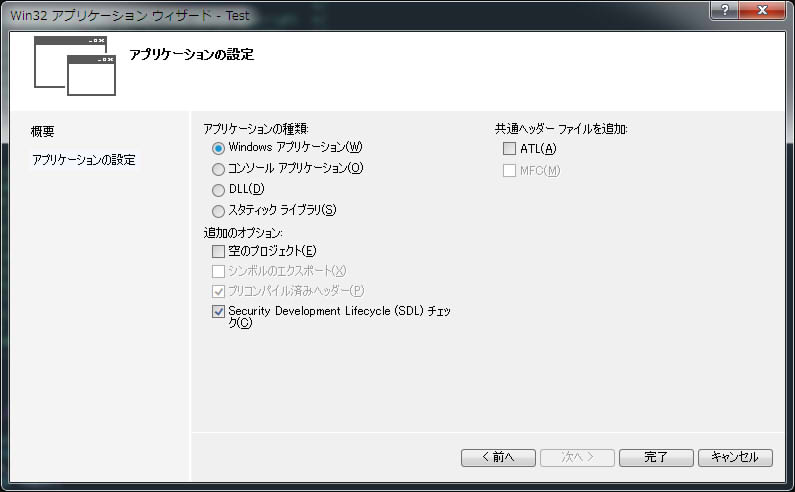 Win32 アプリケーション ウィザード - Test
アプリケーションの設定
概要
アプリケーションの設定
アプリケーションの種類:
Windows アプリケーション(W)
コンソール アプリケーション(O)
DLL(D)
スタティック ライブラリ(S)
追加のオプション:
空のプロジェクト(E)
シンボルのエクスポート(X)
プリコンパイル済みヘッダー(P)
Security Development Lifecycle (SDL) チェッ
ク(C)
共通ヘッダー ファイルを追加:
ATL(A)
MFC(M)
< 前へ
次へ >
完了
キャンセル